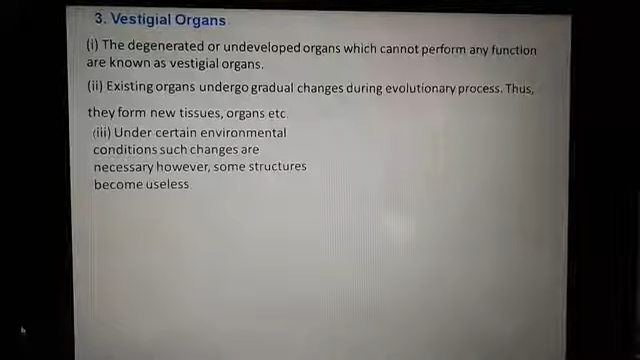 3. Vestigial Organs
(i) The degenerated or undeveloped organs which cannot perform any function
are known as vestigial organs.
(ii) Existing organs undergo gradual changes during evolutionary process. Thus,
they form new tissues, organs etc.
(iii) Under certain environmental
conditions such changes are
necessary however, some structures
become useless